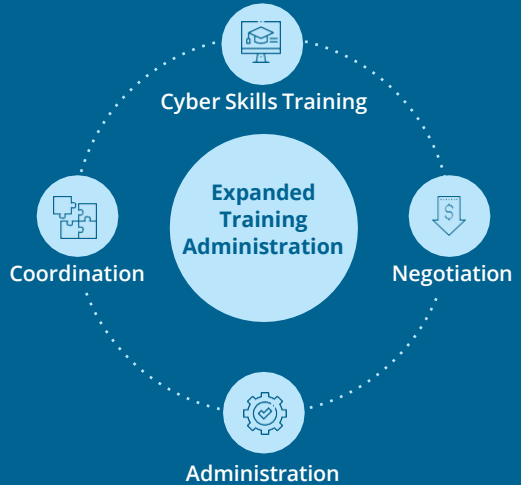 Cyber Skills Training
Expanded
Training
Administration
Coordination
$
Negotiation
Administration